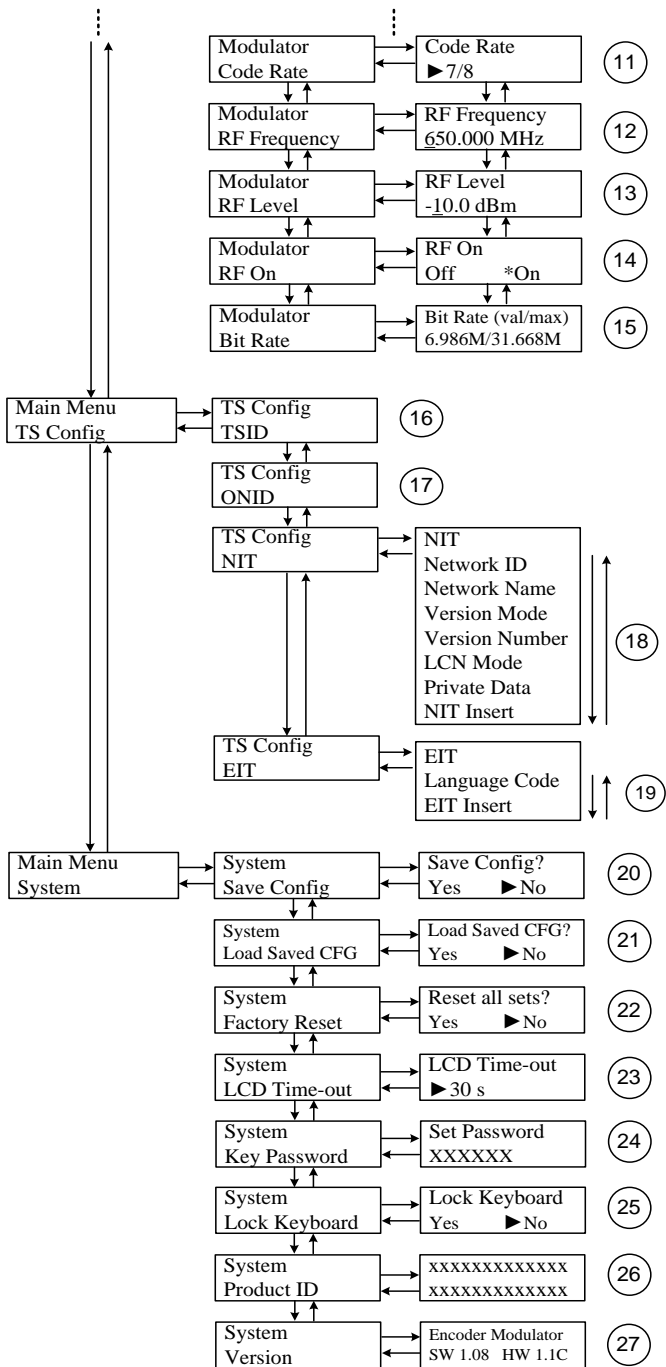 Modulator
Code Rate
Code Rate
►7/8
11
Modulator
RF Frequency
RF Frequency
650.000 MHz
12
Modulator
RF Level
RF Level
-10.0 dBm
13
Modulator
RF On
RF On
Off *On
14
Modulator
Bit Rate
Bit Rate (val/max)
6.986M/31.668M
15
Main Menu
TS Config
TS Config
TSID
16
TS Config
ONID
17
TS Config
NIT
NIT
Network ID
Network Name
Version Mode
Version Number
LCN Mode
Private Data
NIT Insert
18
TS Config
EIT
EIT
Language Code
EIT Insert
19
Main Menu
System
System
Save Config
Save Config?
Yes ►No
20
System
Load Saved CFG
Load Saved CFG?
Yes ►No
21
System
Factory Reset
Reset all sets?
Yes ►No
22
System
LCD Time-out
LCD Time-out
►30 s
23
System
Key Password
Set Password
XXXXXX
24
System
Lock Keyboard
Lock Keyboard
Yes ►No
25
System
Product ID
xxxxxxxxxxxxx
xxxxxxxxxxxxx
26
System
Version
Encoder Modulator
SW 1.08 HW 1.1C
27